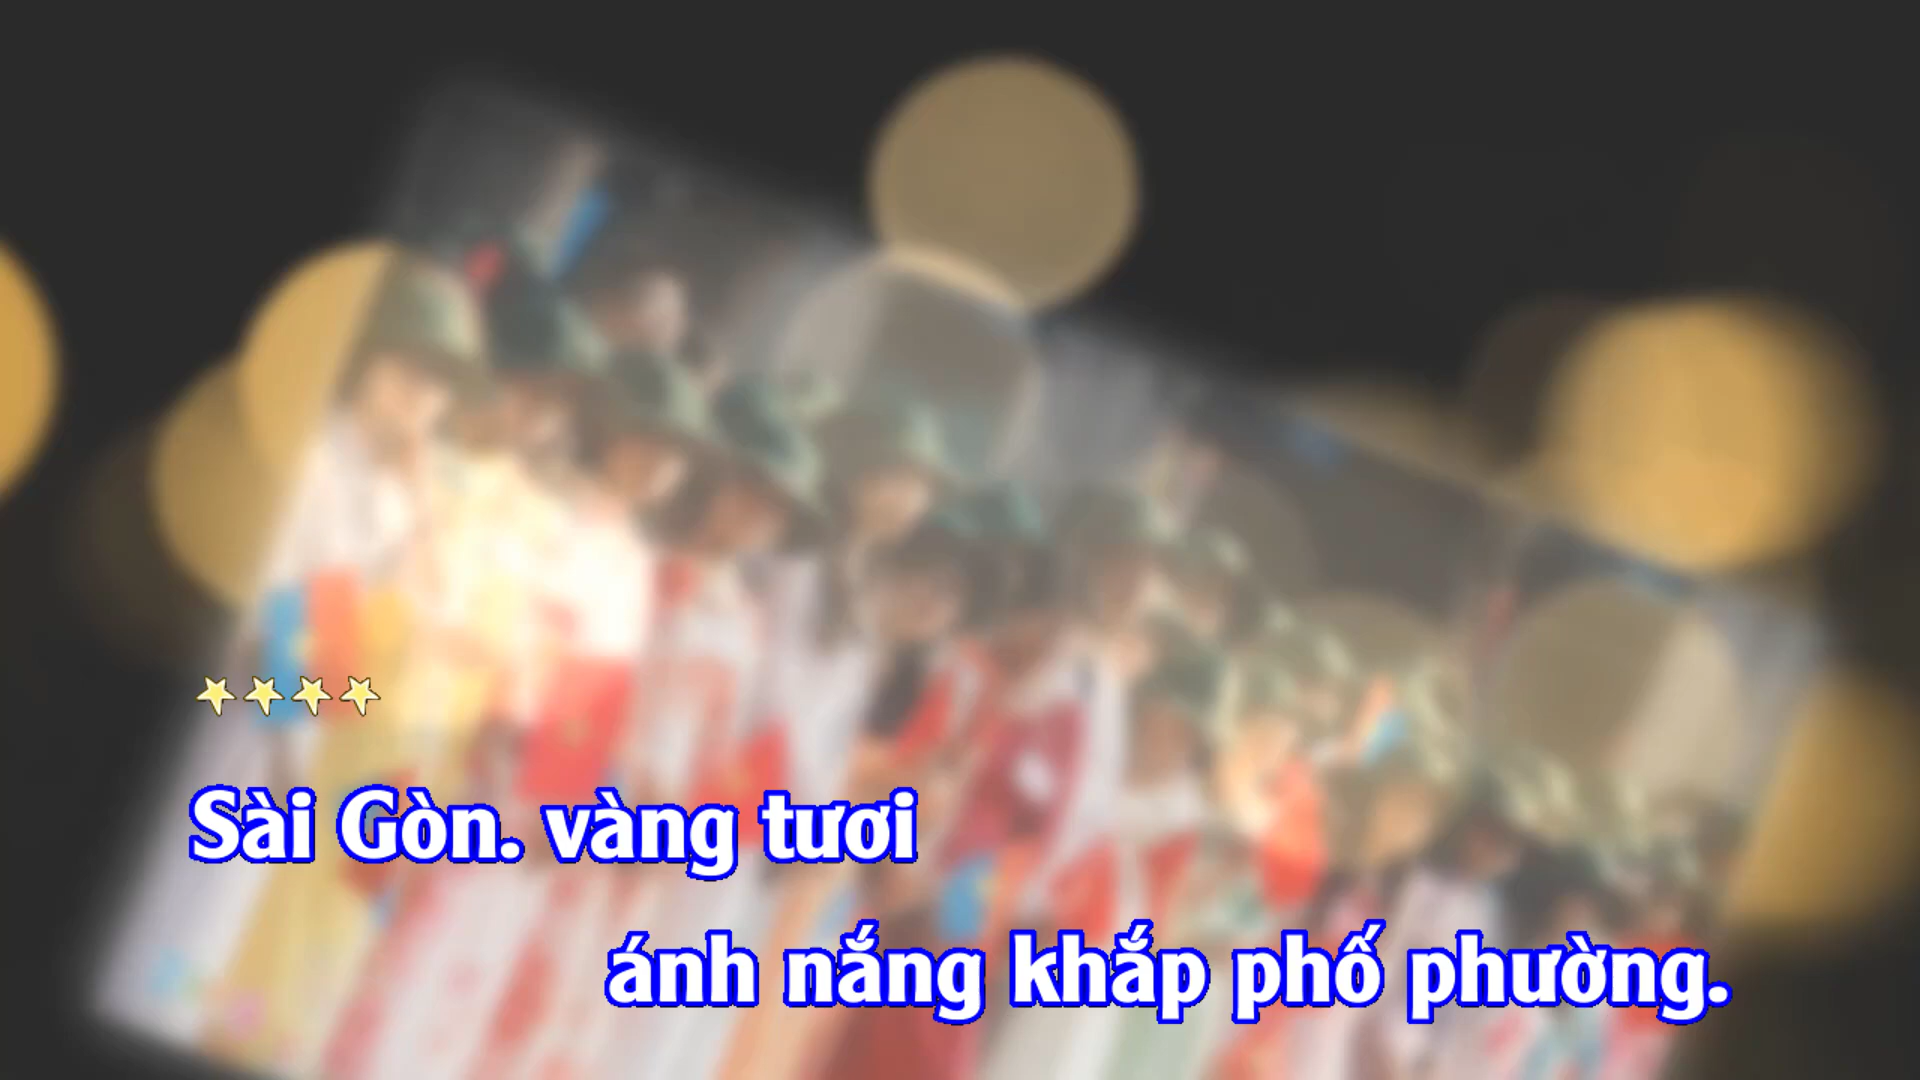 Sài Gòn. vàng tươi
ánh nắng khắp phố phường.